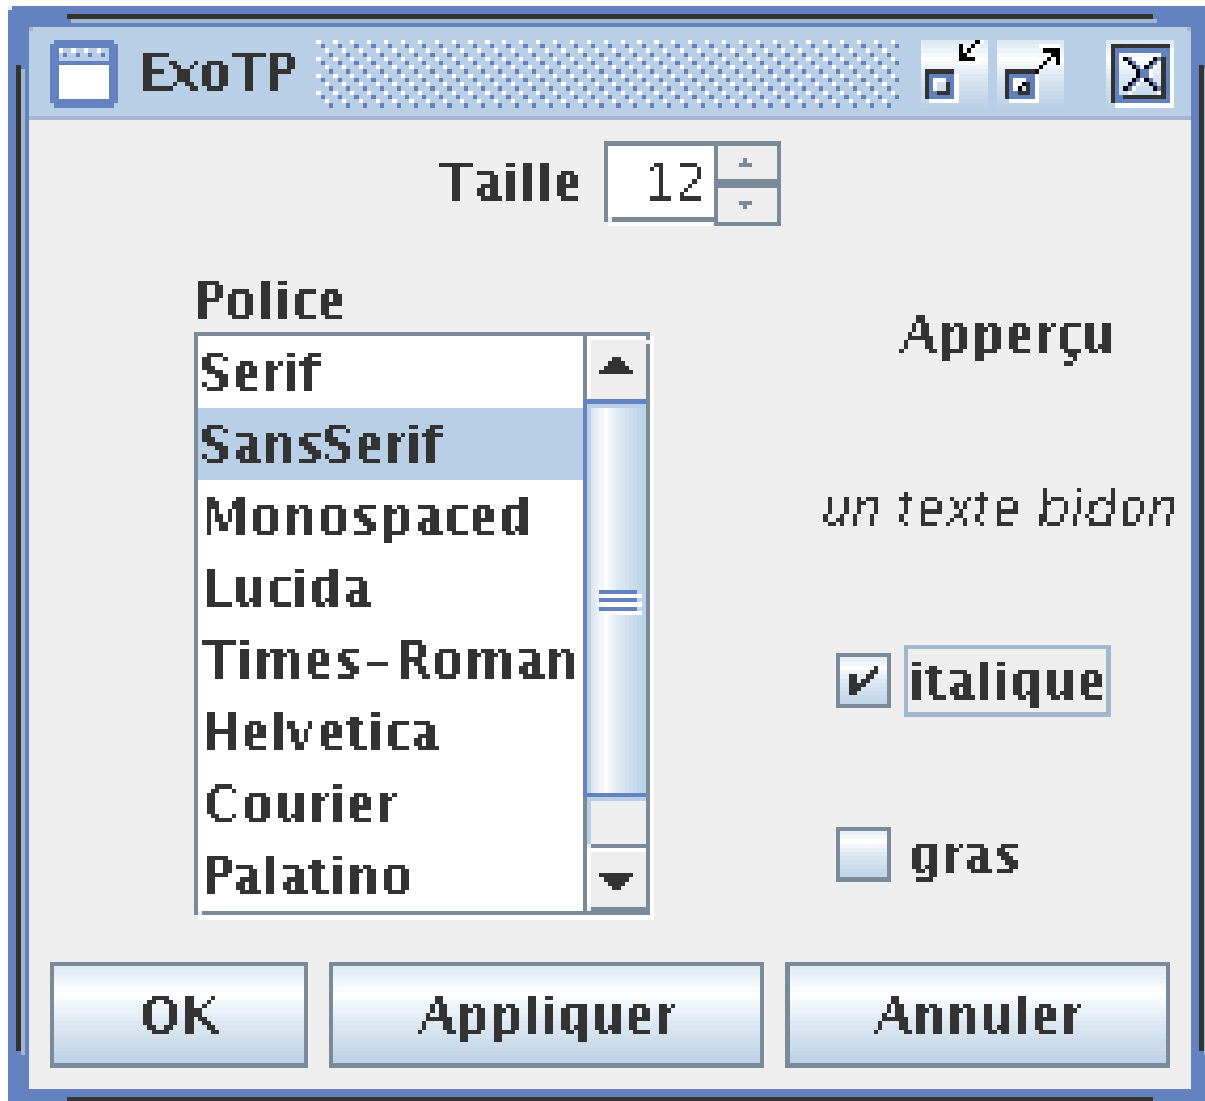 ExoTP
Taille 12
Police
Serif
SansSerif
Monospaced
Lucida
Times-Roman
Helvetica
Courier
Palatino
Apperçu
un texte bidon
italique
gras
OK Appliquer Annuler